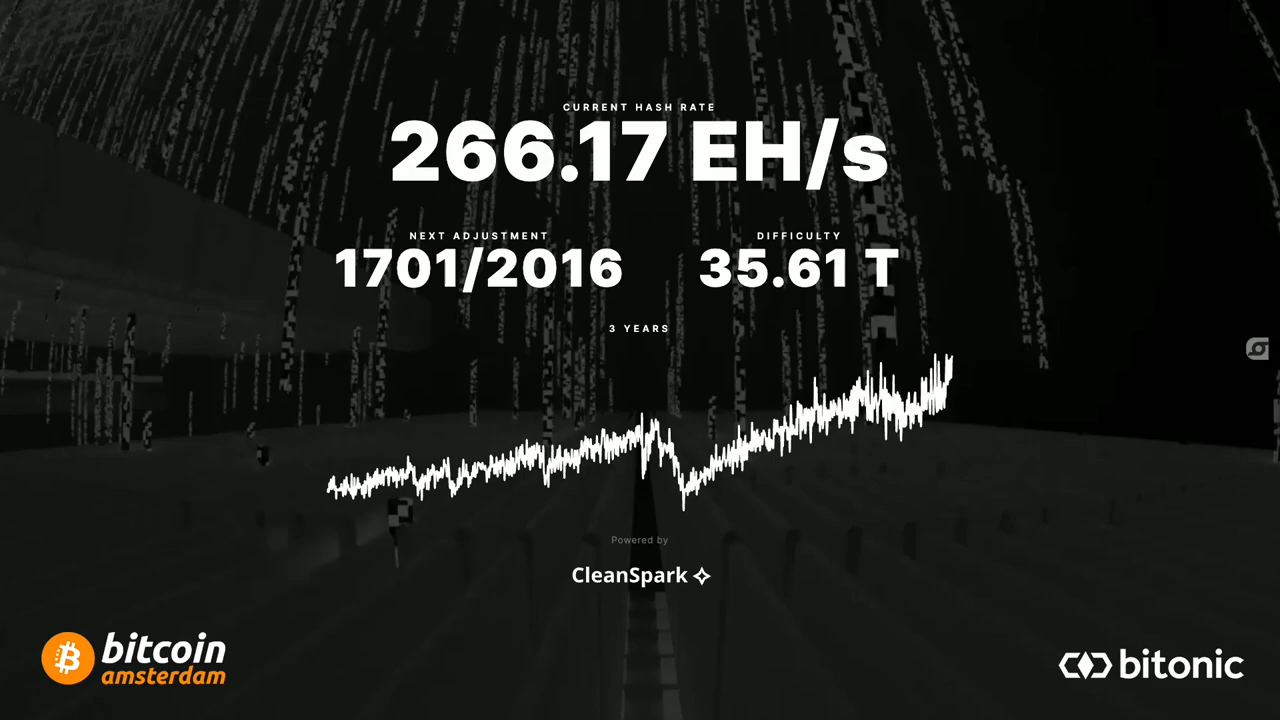 CURRENT HASH RATE
266.17 EH/s
NEXT ADJUSTMENT
DIFFICULTY
1701/2016
35.61 T
3 YEARS
Powered by
CleanSpark
bitcoin
amsterdam
bitonic